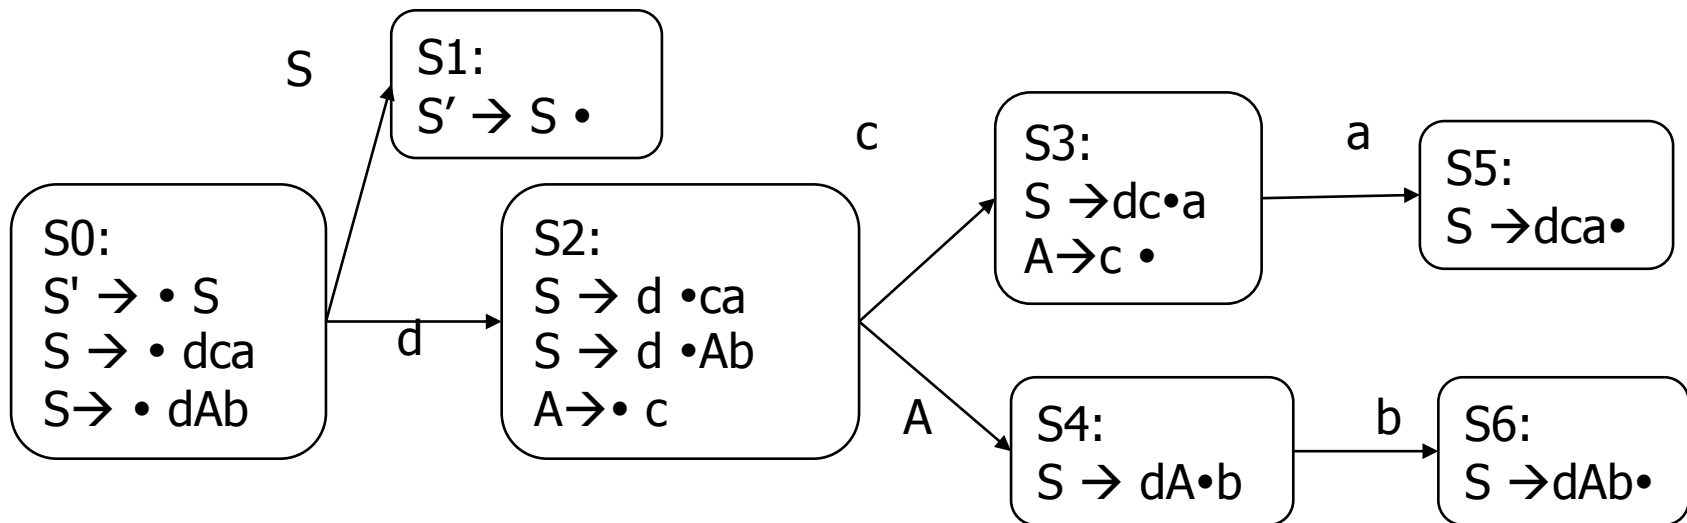 S
S1:
S′ → S •
S0:
S' → • S
S → • dca
S→ • dAb
d
S2:
S → d •ca
S → d •Ab
A→• c
c
S3:
S →dc•a
A→c •
a
S5:
S →dca•
A
S4:
S → dA•b
b
S6:
S →dAb•